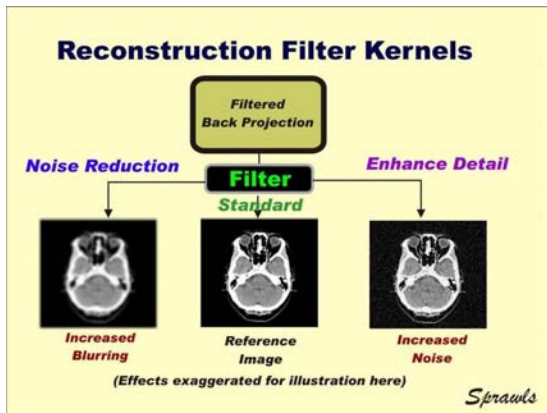 Reconstruction Filter Kernels
Filtered
Back Projection
Noise Reduction
Enhance Detail
Filter
Standard
Increased
Blurring
Reference
Image
Increased
Noise
(Effects exaggerated for illustration here)
Sprawls